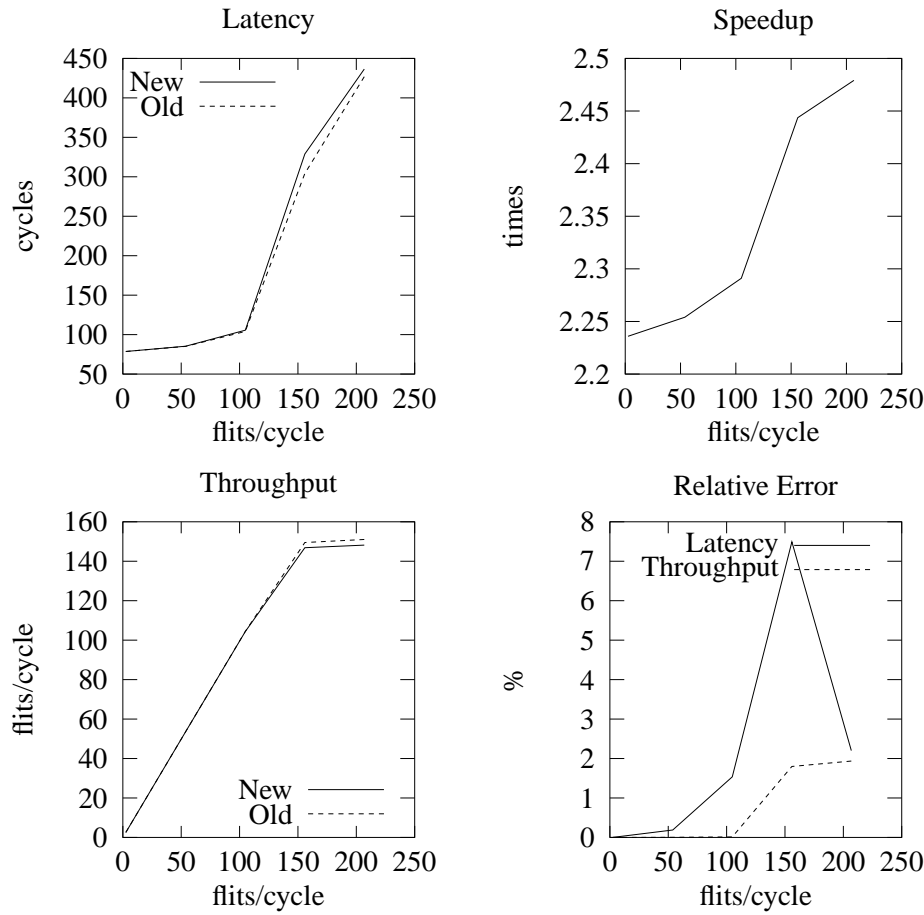 Latency
450
400
350
300
250
200
150
100
50
0 50 100 150 200 250
cycles
flits/cycle
New
Old
Speedup
2.5
2.45
2.4
2.35
2.3
2.25
2.2
0 50 100 150 200 250
times
flits/cycle
Throughput
160
140
120
100
80
60
40
20
0
0 50 100 150 200 250
flits/cycle
flits/cycle
New
Old
Relative Error
8
7
6
5
4
3
2
1
0
0 50 100 150 200 250
%
flits/cycle
Latency
Throughput